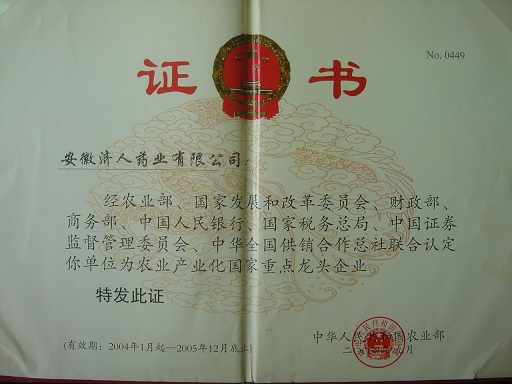 No. 0449
证书
安徽济人药业有限公司:
经农业部、国家发展和改革委员会、财政部、
商务部、中国人民银行、国家税务总局、中国证券
监督管理委员会、中华全国供销合作总社联合认定
你单位为农业产业化国家重点龙头企业
特发此证
(有效期：2004年1月起—2005年12月底止)
中华人民共和国农业部